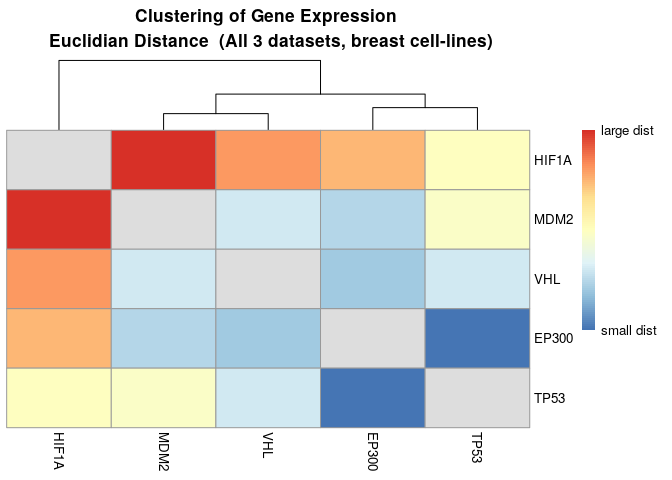 Clustering of Gene Expression
Euclidian Distance  (All 3 datasets, breast cell-lines)
large dist
HIF1A
MDM2
VHL
EP300
small dist
TP53
HIF1A
MDM2
VHL
EP300
TP53